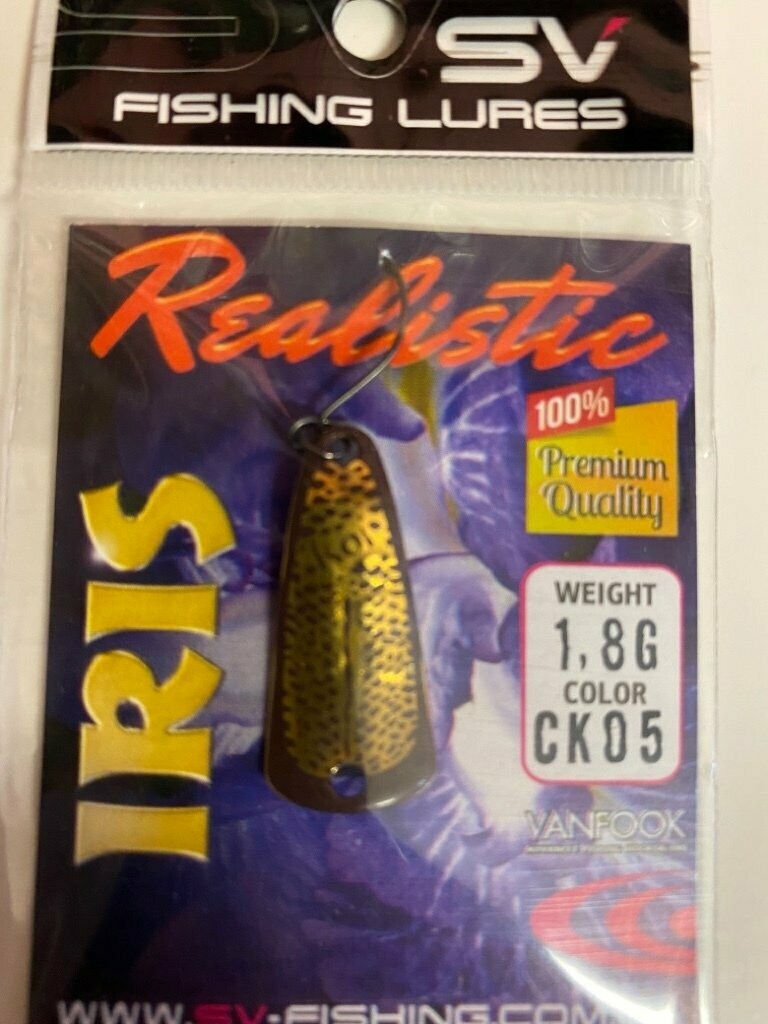 SV
FISHING LURES
Realistic
100%
Premium
Quality
IRIS
WEIGHT
1,8G
COLOR
CK05
VANFOOK
WWW.SV-FISHING.COM